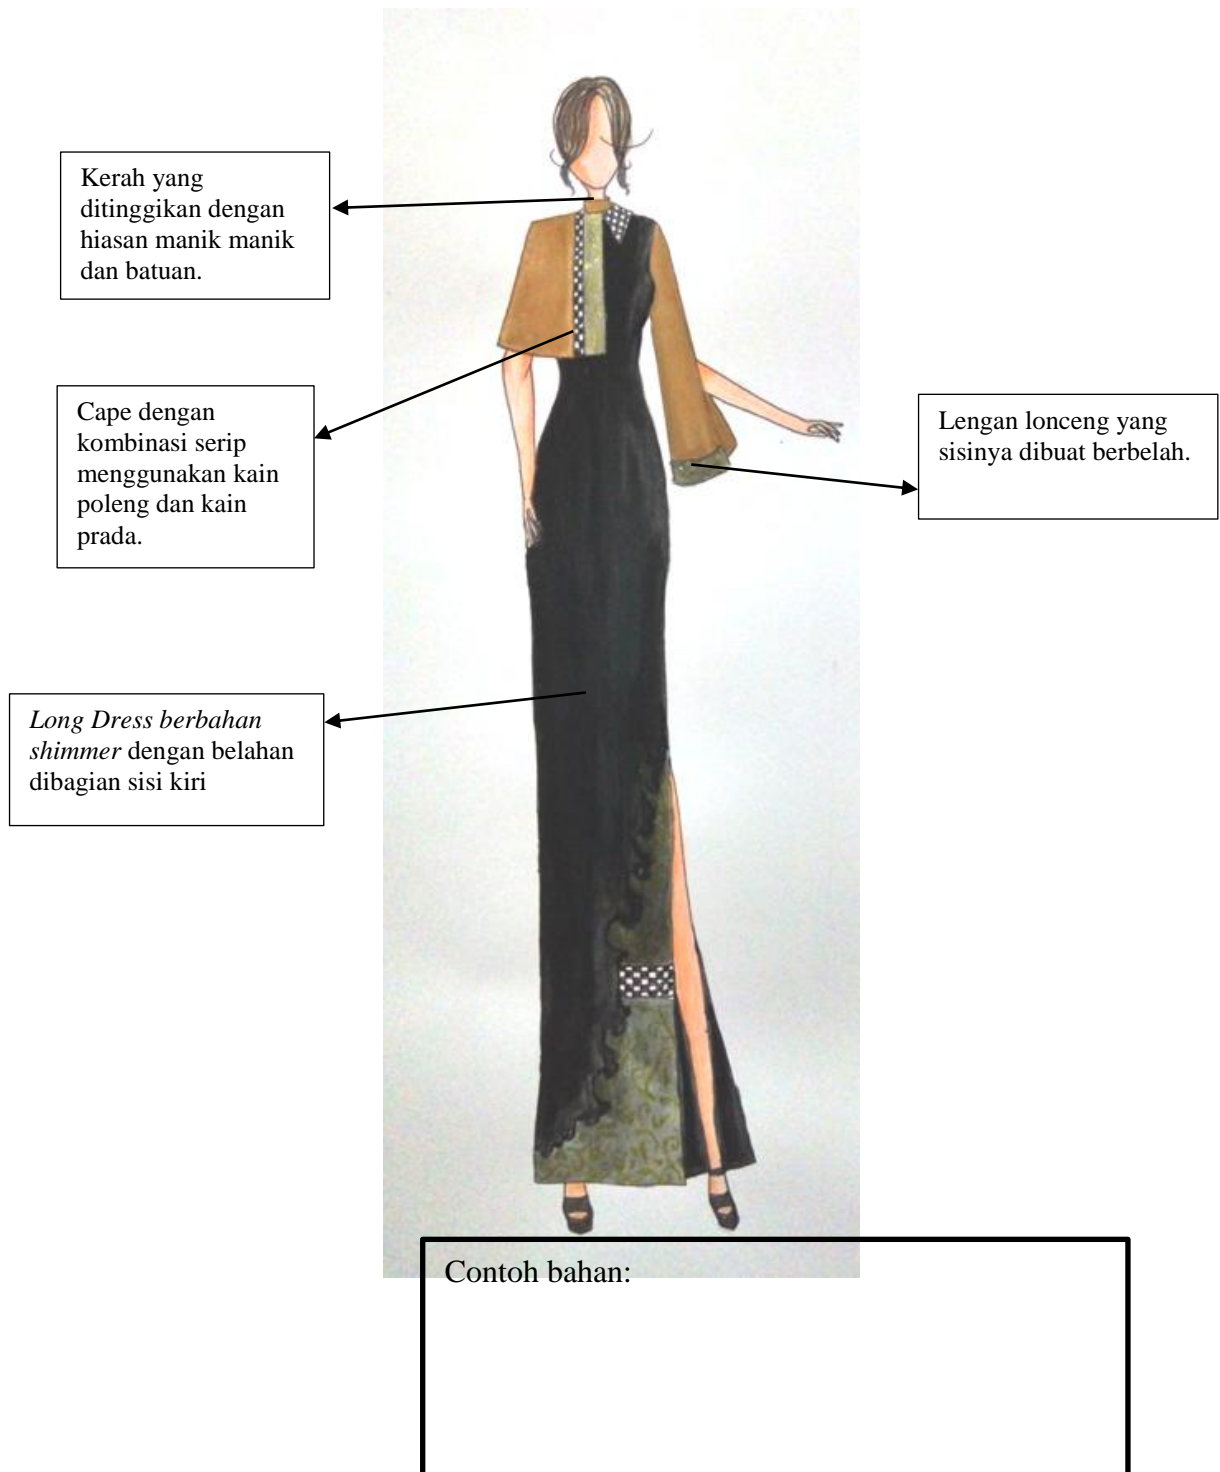 Kerah yang
ditinggikan dengan
hiasan manik manik
dan batuan.
Cape dengan
kombinasi serip
menggunakan kain
poleng dan kain
prada.
Lengan lonceng yang
sisinya dibuat berbelah.
Long Dress berbahan
shimmer dengan belahan
dibagian sisi kiri
Contoh bahan: